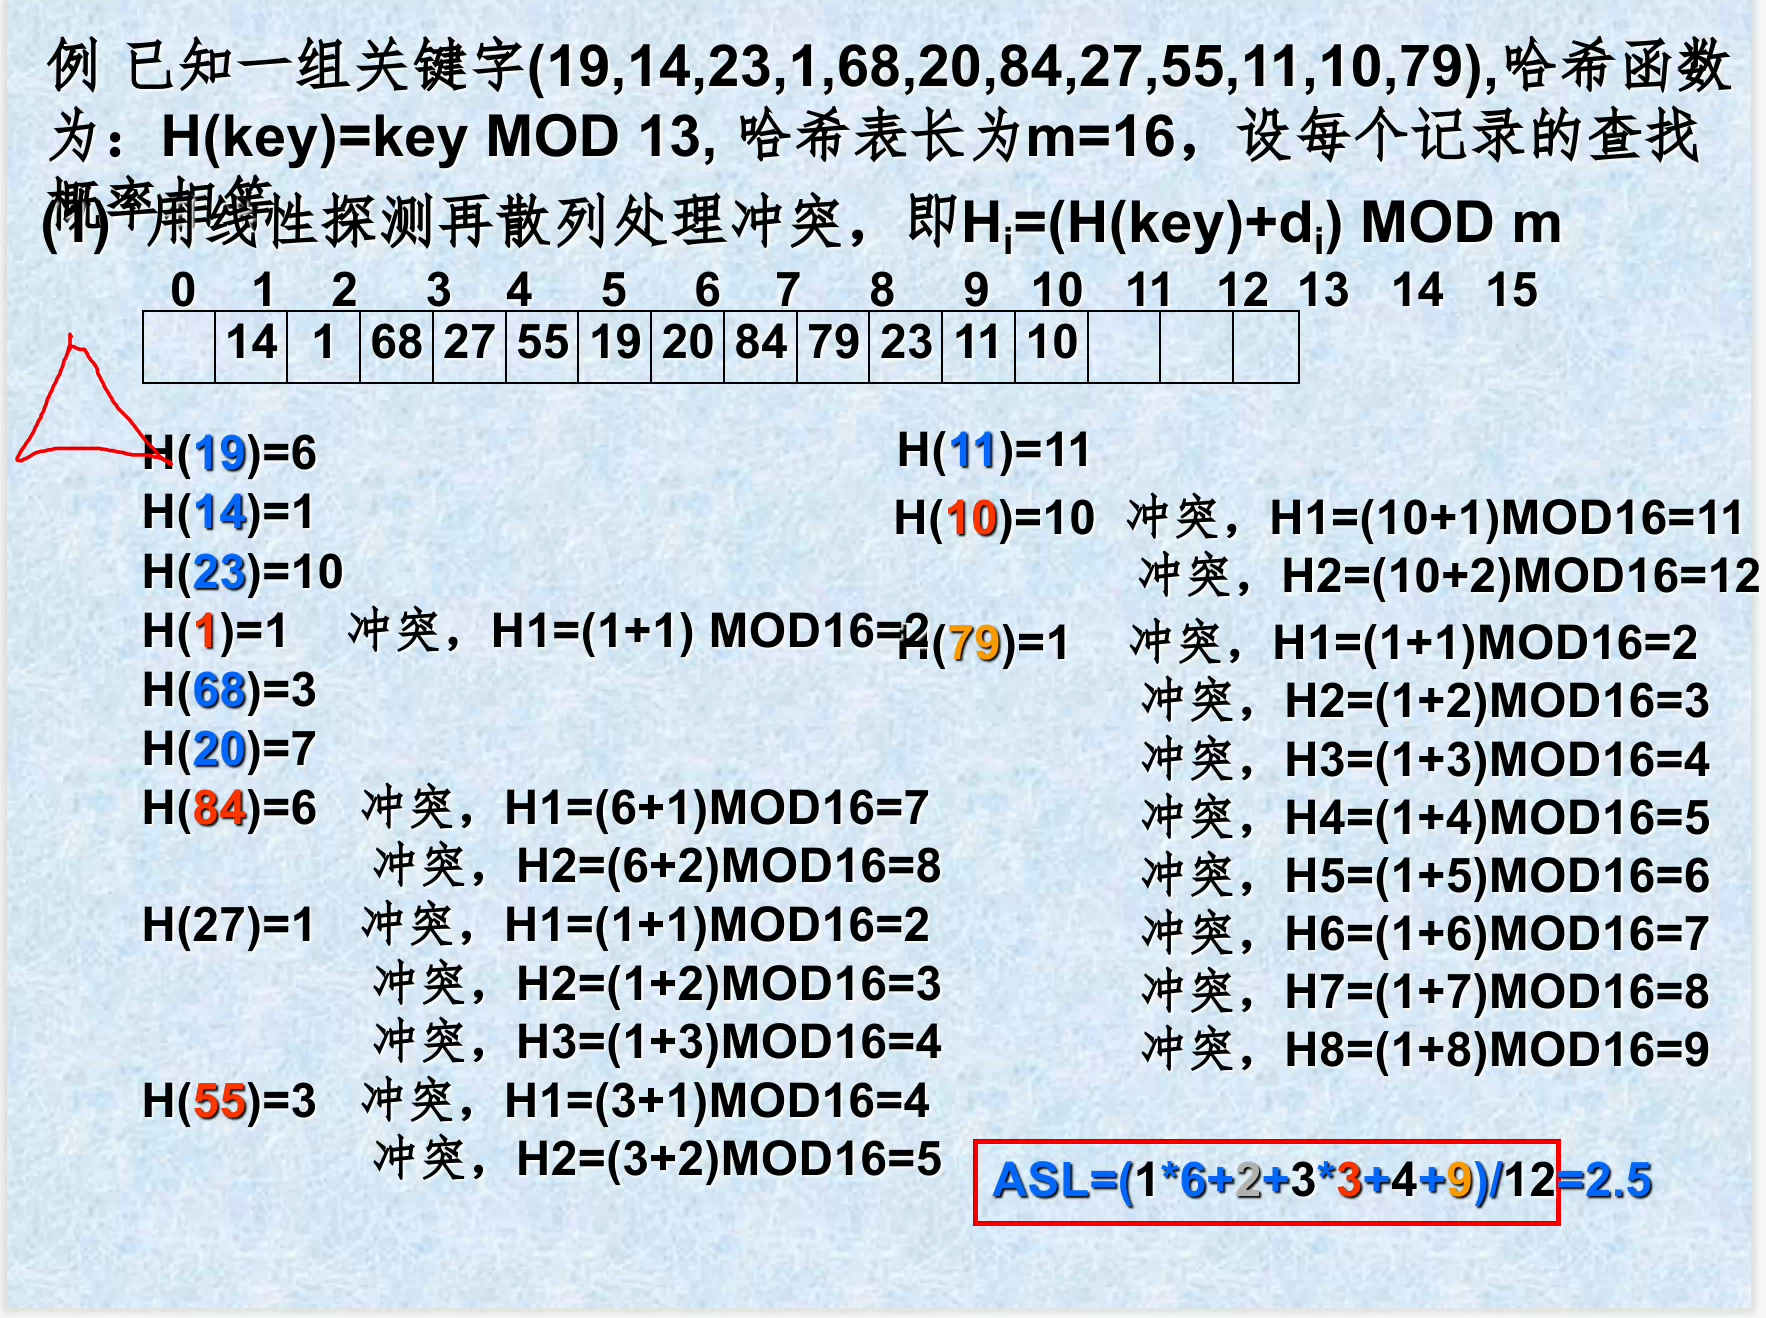 例 已知一组关键字(19,14,23,1,68,20,84,27,55,11,10,79),哈希函数
为：H(key)=key MOD 13, 哈希表长为m=16，设每个记录的查找
概率相等
(1) 用线性探测再散列处理冲突，即Hi=(H(key)+di) MOD m
0 1 2 3 4 5 6 7 8 9 10 11 12 13 14 15
14 1 68 27 55 19 20 84 79 23 11 10
H(19)=6
H(14)=1
H(23)=10
H(1)=1 冲突，H1=(1+1) MOD16=2
H(68)=3
H(20)=7
H(84)=6 冲突，H1=(6+1)MOD16=7
冲突，H2=(6+2)MOD16=8
H(27)=1 冲突，H1=(1+1)MOD16=2
冲突，H2=(1+2)MOD16=3
冲突，H3=(1+3)MOD16=4
H(55)=3 冲突，H1=(3+1)MOD16=4
冲突，H2=(3+2)MOD16=5
H(11)=11
H(10)=10 冲突，H1=(10+1)MOD16=11
冲突，H2=(10+2)MOD16=12
H(79)=1 冲突，H1=(1+1)MOD16=2
冲突，H2=(1+2)MOD16=3
冲突，H3=(1+3)MOD16=4
冲突，H4=(1+4)MOD16=5
冲突，H5=(1+5)MOD16=6
冲突，H6=(1+6)MOD16=7
冲突，H7=(1+7)MOD16=8
冲突，H8=(1+8)MOD16=9
ASL=(1*6+2+3*3+4+9)/12=2.5